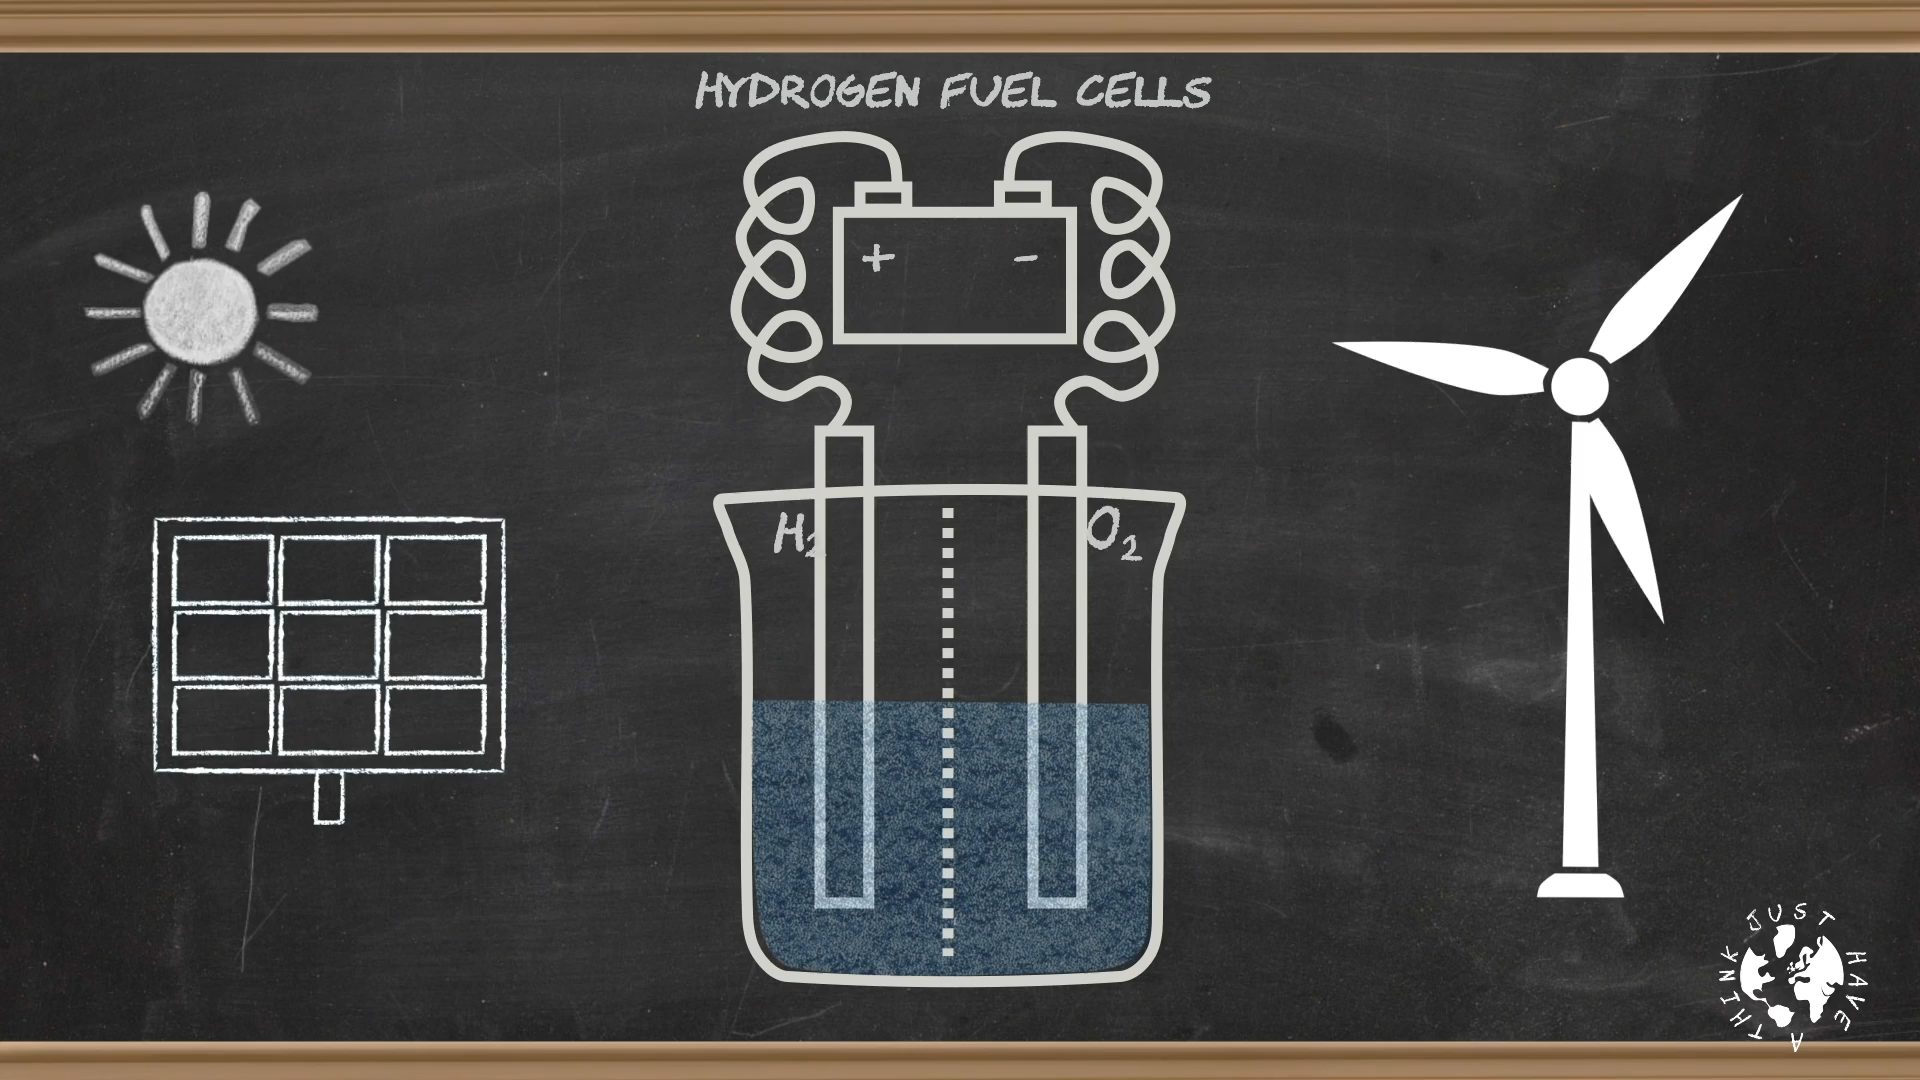 HYDROGEN FUEL CELLS
+ -
H₂ O₂
JUST HAVE A THINK